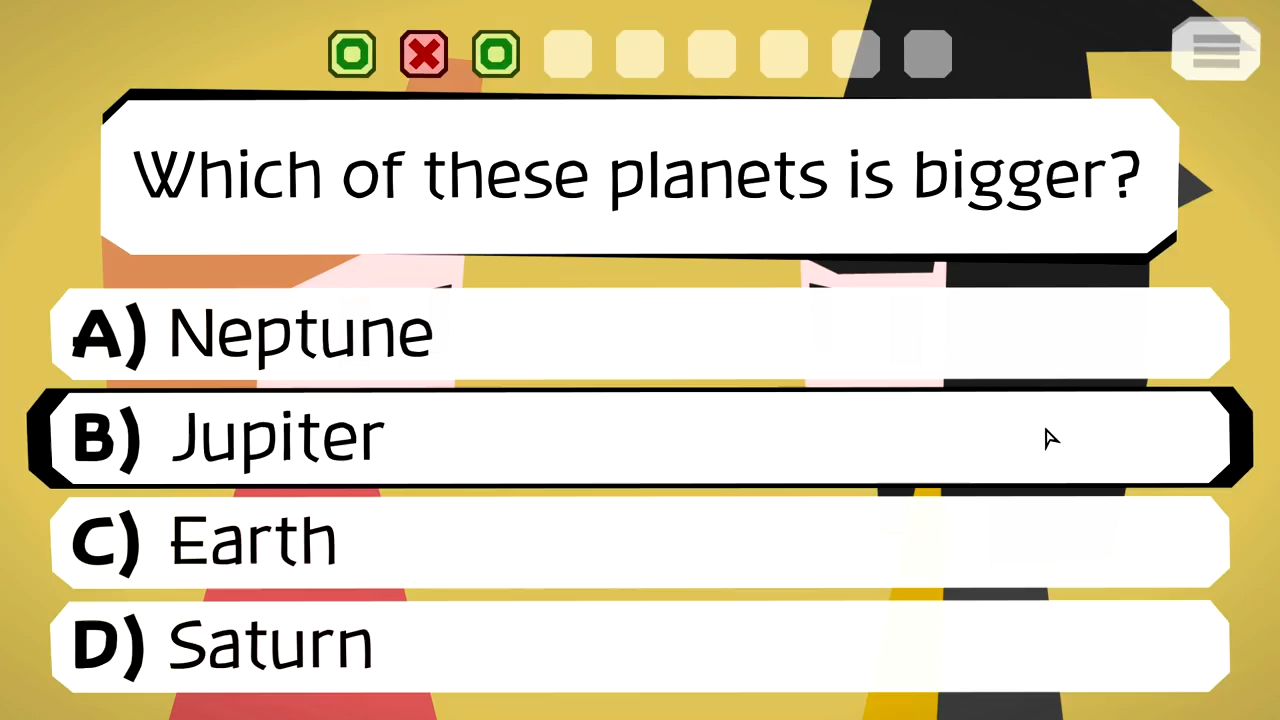 Which of these planets is bigger?
A) Neptune
B) Jupiter
C) Earth
D) Saturn